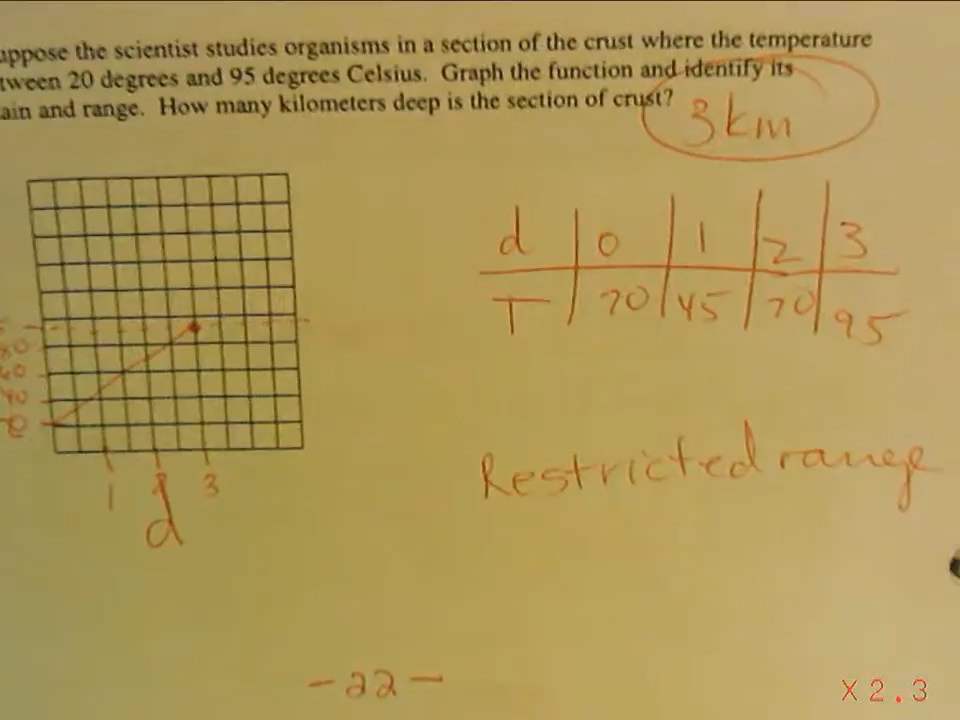 uppose the scientist studies organisms in a section of the crust where the temperature
tween 20 degrees and 95 degrees Celsius. Graph the function and identify its
ain and range. How many kilometers deep is the section of crust?
3km
d 0 1 2 3
T 20 45 70 95
80
60
40
20
1 2 3
d
Restricted range
-22-
X2.3